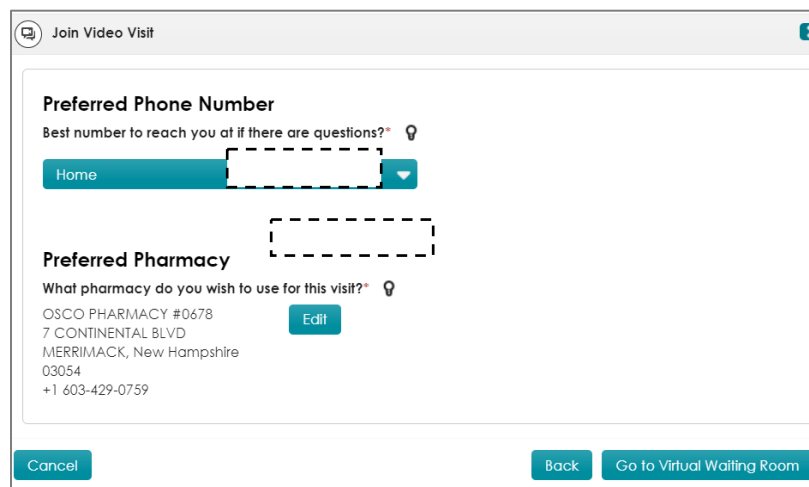 Join Video Visit
Preferred Phone Number
Best number to reach you at if there are questions?*
Home
Preferred Pharmacy
What pharmacy do you wish to use for this visit?*
OSCO PHARMACY #0678
Edit
7 CONTINENTAL BLVD
MERRIMACK, New Hampshire
03054
+1 603-429-0759
Cancel
Back
Go to Virtual Waiting Room